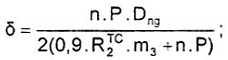 δ = n.P.D_ng / 2(0,9.R_2^TC.m_3 + n.P) ;